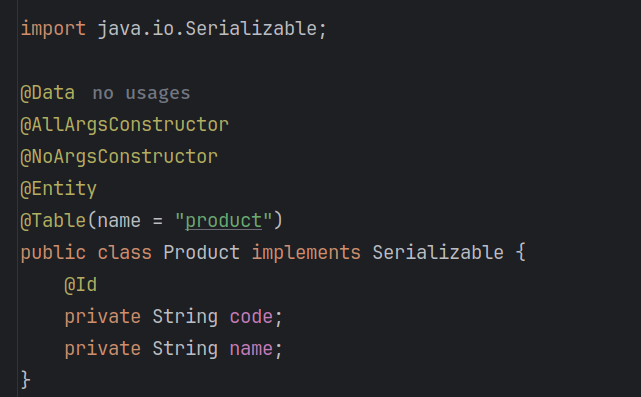 import java.io.Serializable;
@Data no usages
@AllArgsConstructor
@NoArgsConstructor
@Entity
@Table(name = "product")
public class Product implements Serializable {
@Id
private String code;
private String name;
}